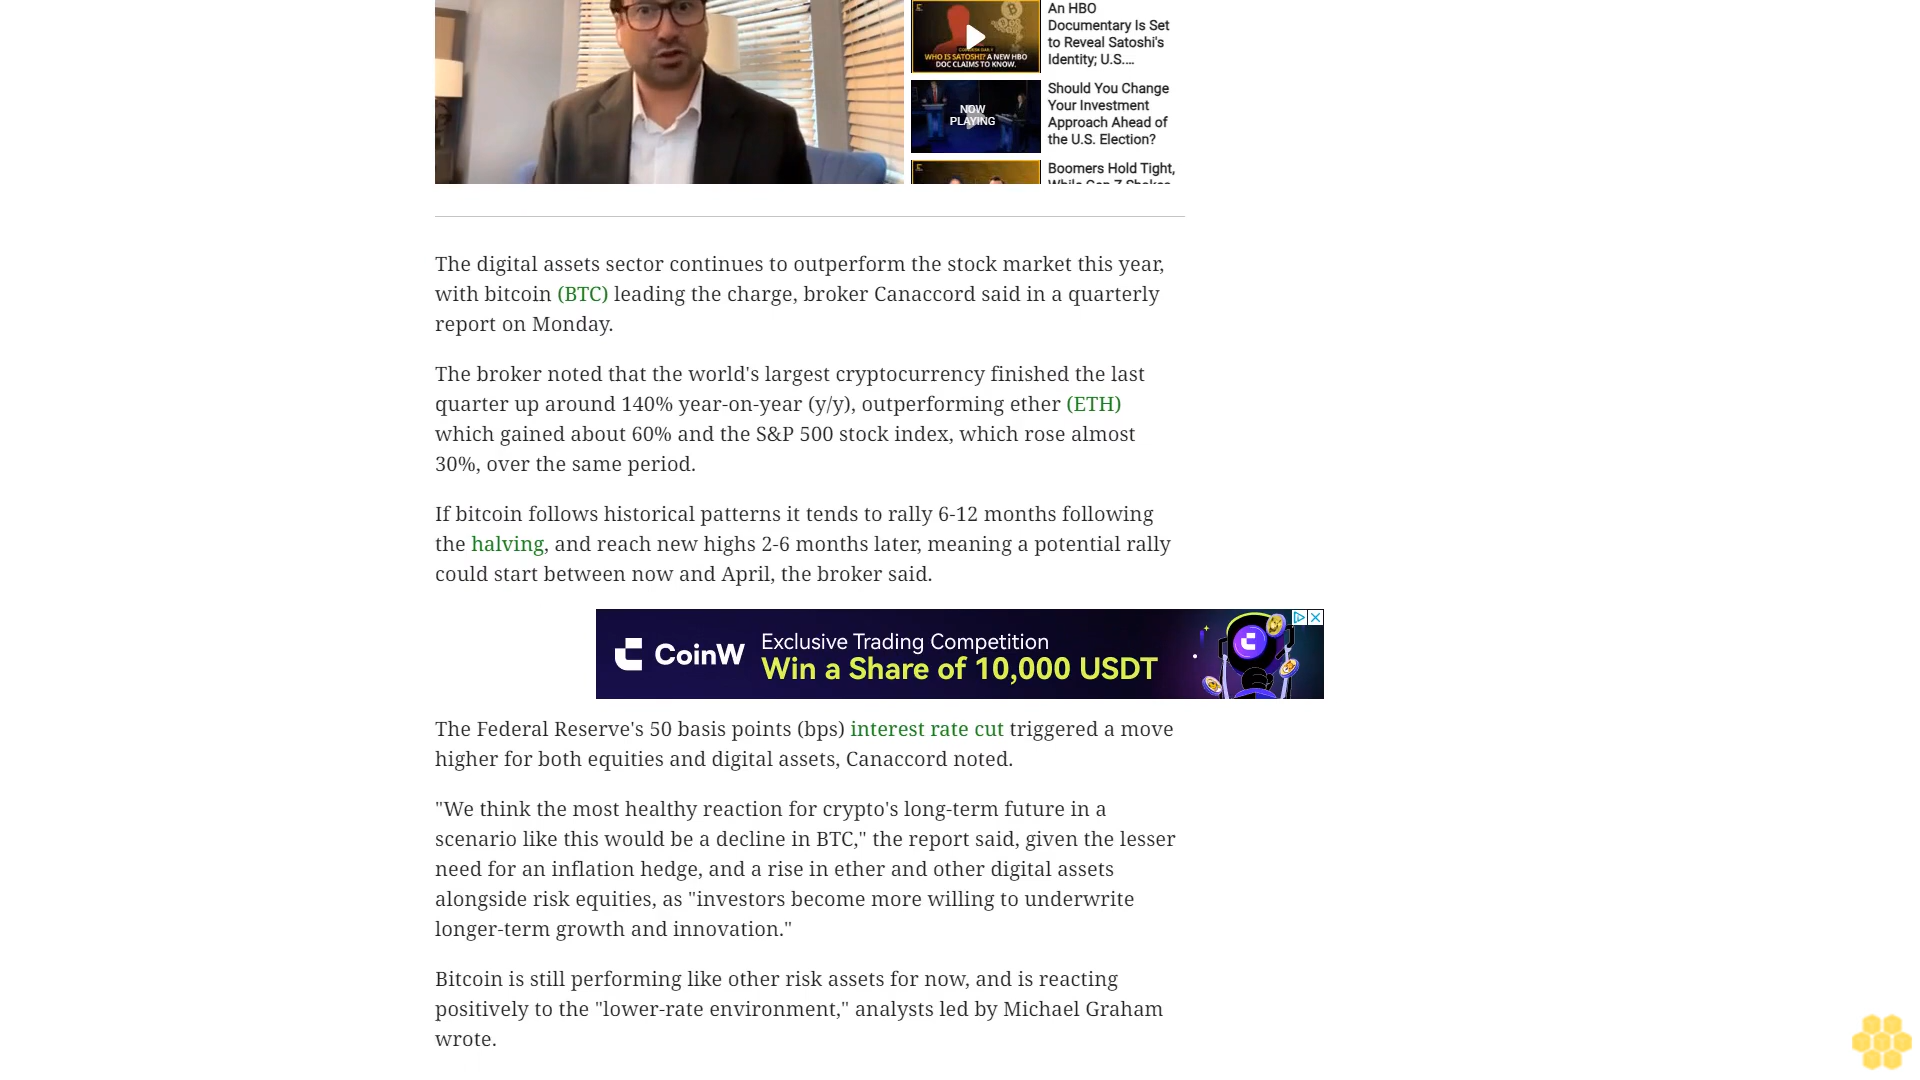 An HBO
Documentary Is Set
to Reveal Satoshi's
Identity; U.S....
COINDESK DAILY
WHO IS SATOSHI? A NEW HBO
DOC CLAIMS TO KNOW.
NOW
PLAYING
Should You Change
Your Investment
Approach Ahead of
the U.S. Election?
Boomers Hold Tight,
While Gen Z Shakes
The digital assets sector continues to outperform the stock market this year,
with bitcoin (BTC) leading the charge, broker Canaccord said in a quarterly
report on Monday.
The broker noted that the world's largest cryptocurrency finished the last
quarter up around 140% year-on-year (y/y), outperforming ether (ETH)
which gained about 60% and the S&P 500 stock index, which rose almost
30%, over the same period.
If bitcoin follows historical patterns it tends to rally 6-12 months following
the halving, and reach new highs 2-6 months later, meaning a potential rally
could start between now and April, the broker said.
CoinW
Exclusive Trading Competition
Win a Share of 10,000 USDT
The Federal Reserve's 50 basis points (bps) interest rate cut triggered a move
higher for both equities and digital assets, Canaccord noted.
"We think the most healthy reaction for crypto's long-term future in a
scenario like this would be a decline in BTC," the report said, given the lesser
need for an inflation hedge, and a rise in ether and other digital assets
alongside risk equities, as "investors become more willing to underwrite
longer-term growth and innovation."
Bitcoin is still performing like other risk assets for now, and is reacting
positively to the "lower-rate environment," analysts led by Michael Graham
wrote.